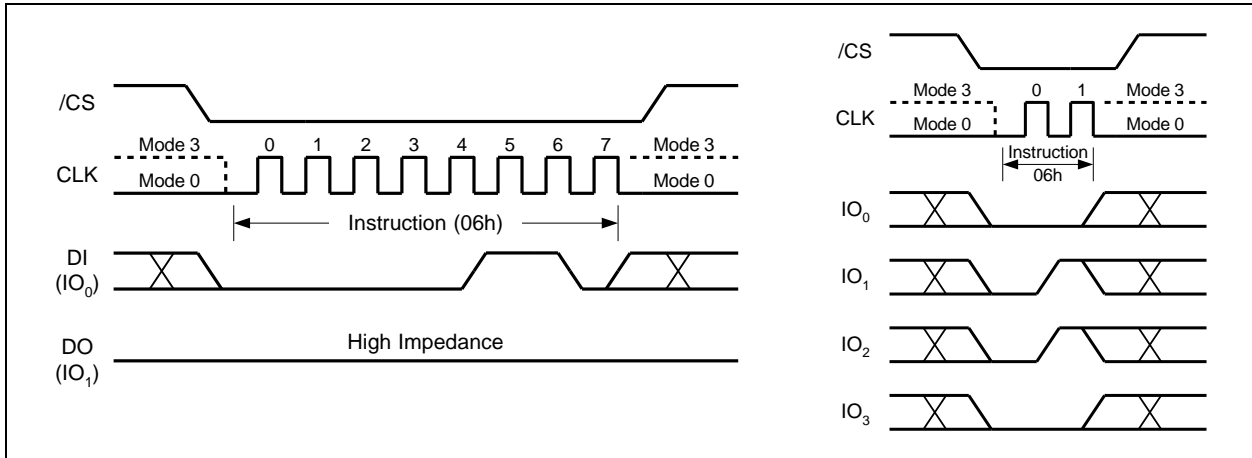 /CS
Mode 3 0 1 2 3 4 5 6 7 Mode 3
CLK
Mode 0 Mode 0
Instruction (06h)
DI
(IO0)
High Impedance
DO
(IO1)
/CS
Mode 3 0 1 Mode 3
CLK
Mode 0 Mode 0
Instruction
06h
IO0
IO1
IO2
IO3